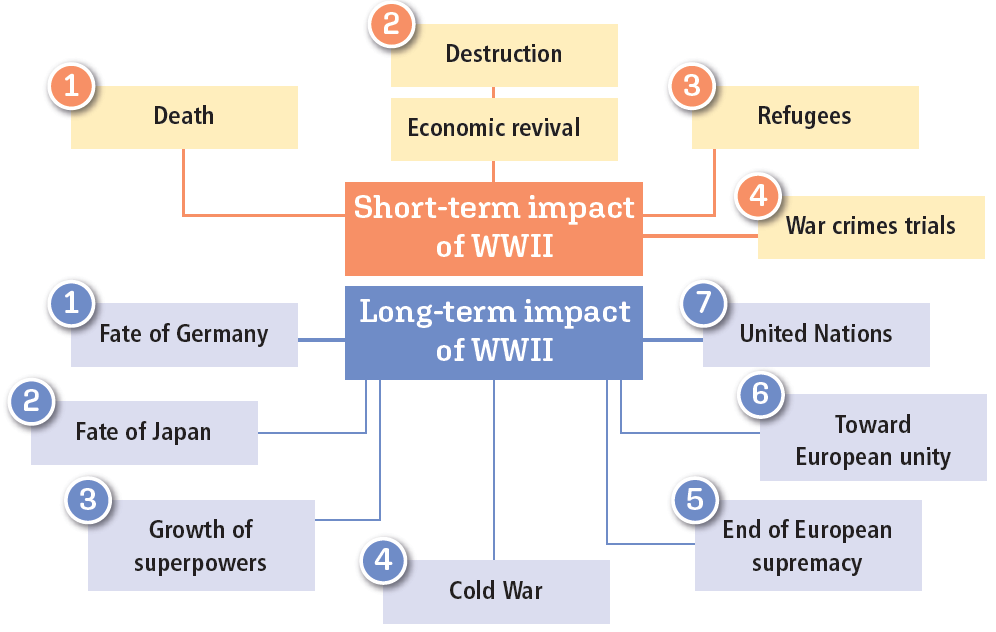 1
Death
2
Destruction
Economic revival
3
Refugees
4
War crimes trials
Short-term impact
of WWII
Long-term impact
of WWII
1
Fate of Germany
2
Fate of Japan
3
Growth of
superpowers
4
Cold War
5
End of European
supremacy
6
Toward
European unity
7
United Nations